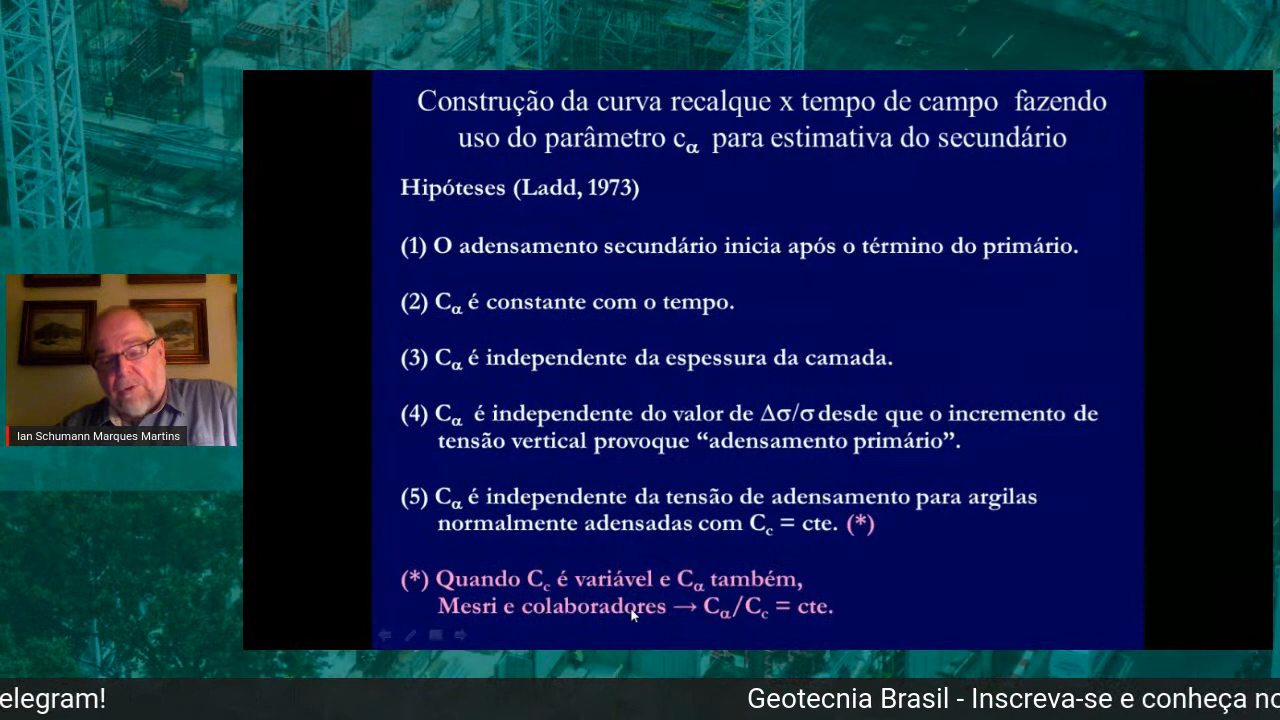 Construção da curva recalque x tempo de campo fazendo
uso do parâmetro cα para estimativa do secundário
Hipóteses (Ladd, 1973)
(1) O adensamento secundário inicia após o término do primário.
(2) Cα é constante com o tempo.
(3) Cα é independente da espessura da camada.
(4) Cα é independente do valor de Δσ/σ desde que o incremento de
tensão vertical provoque “adensamento primário”.
(5) Cα é independente da tensão de adensamento para argilas
normalmente adensadas com Cc = cte. (*)
(*) Quando Cc é variável e Cα também,
Mesri e colaboradores → Cα/Cc = cte.
Ian Schumann Marques Martins
elegram!
Geotecnia Brasil - Inscreva-se e conheça no